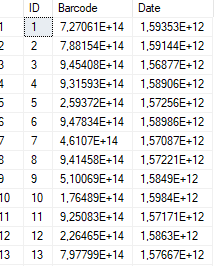 ID Barcode Date
1 1 7,27061E+14 1,59353E+12
2 2 7,88154E+14 1,59144E+12
3 3 9,45408E+14 1,56877E+12
4 4 9,31593E+14 1,58906E+12
5 5 2,59372E+14 1,57256E+12
6 6 9,47834E+14 1,58986E+12
7 7 4,6107E+14 1,57087E+12
8 8 9,41458E+14 1,57221E+12
9 9 5,10069E+14 1,5849E+12
10 10 1,76489E+14 1,5984E+12
11 11 9,25083E+14 1,57171E+12
12 12 2,26465E+14 1,5863E+12
13 13 7,97799E+14 1,57667E+12